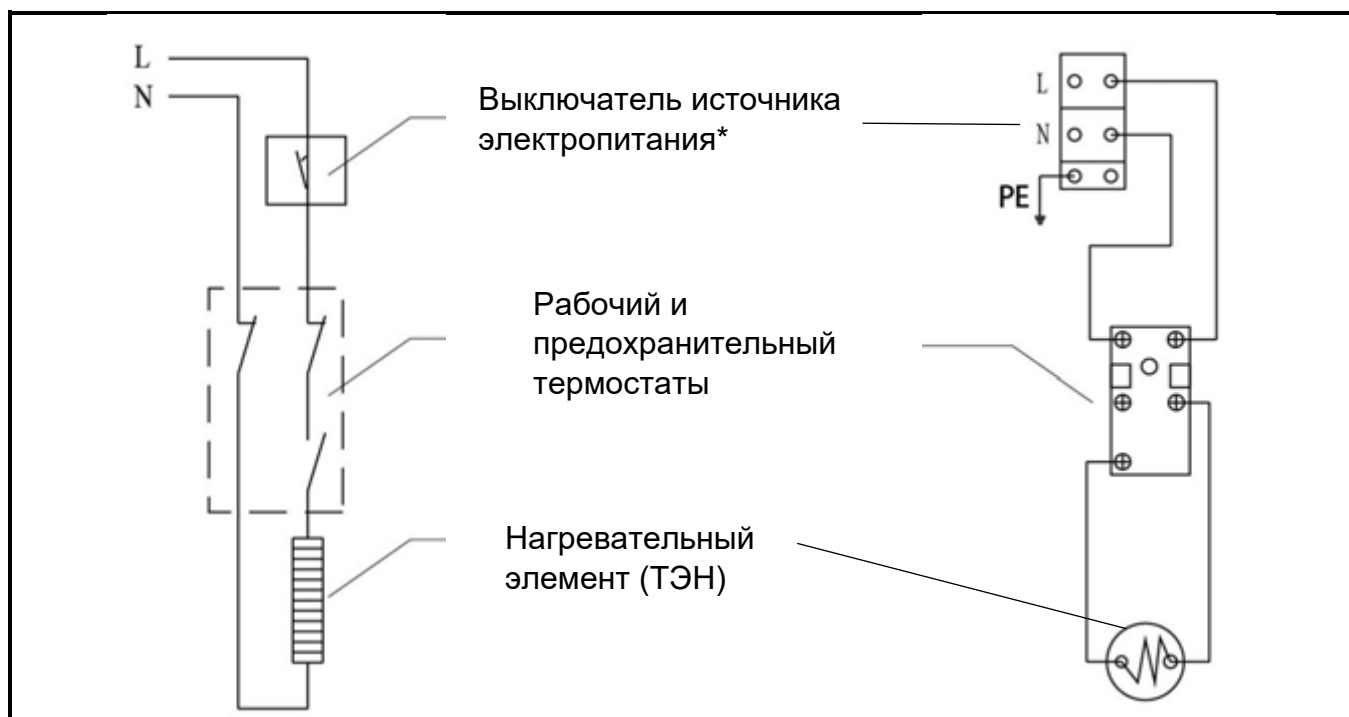 L
N
Выключатель источника
электропитания*
L
N
PE
Рабочий и
предохранительный
термостаты
Нагревательный
элемент (ТЭН)